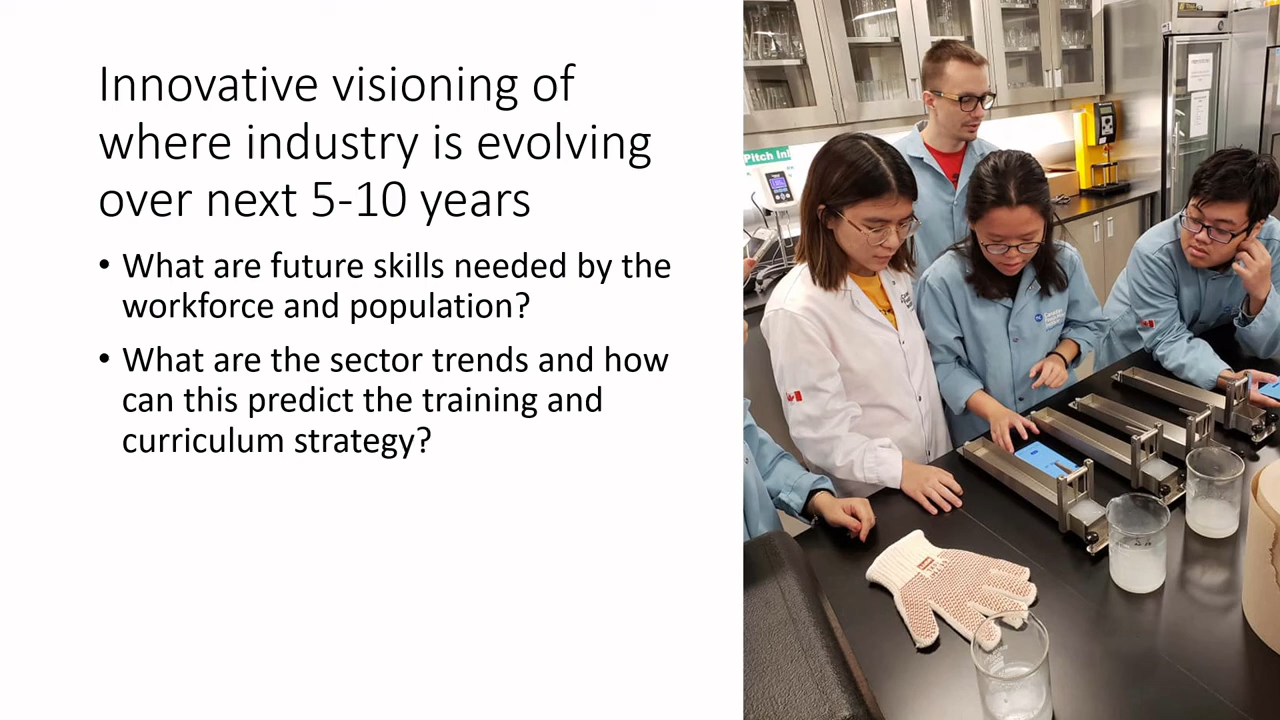 Innovative visioning of
where industry is evolving
over next 5-10 years
• What are future skills needed by the
workforce and population?
• What are the sector trends and how
can this predict the training and
curriculum strategy?
Pitch In!